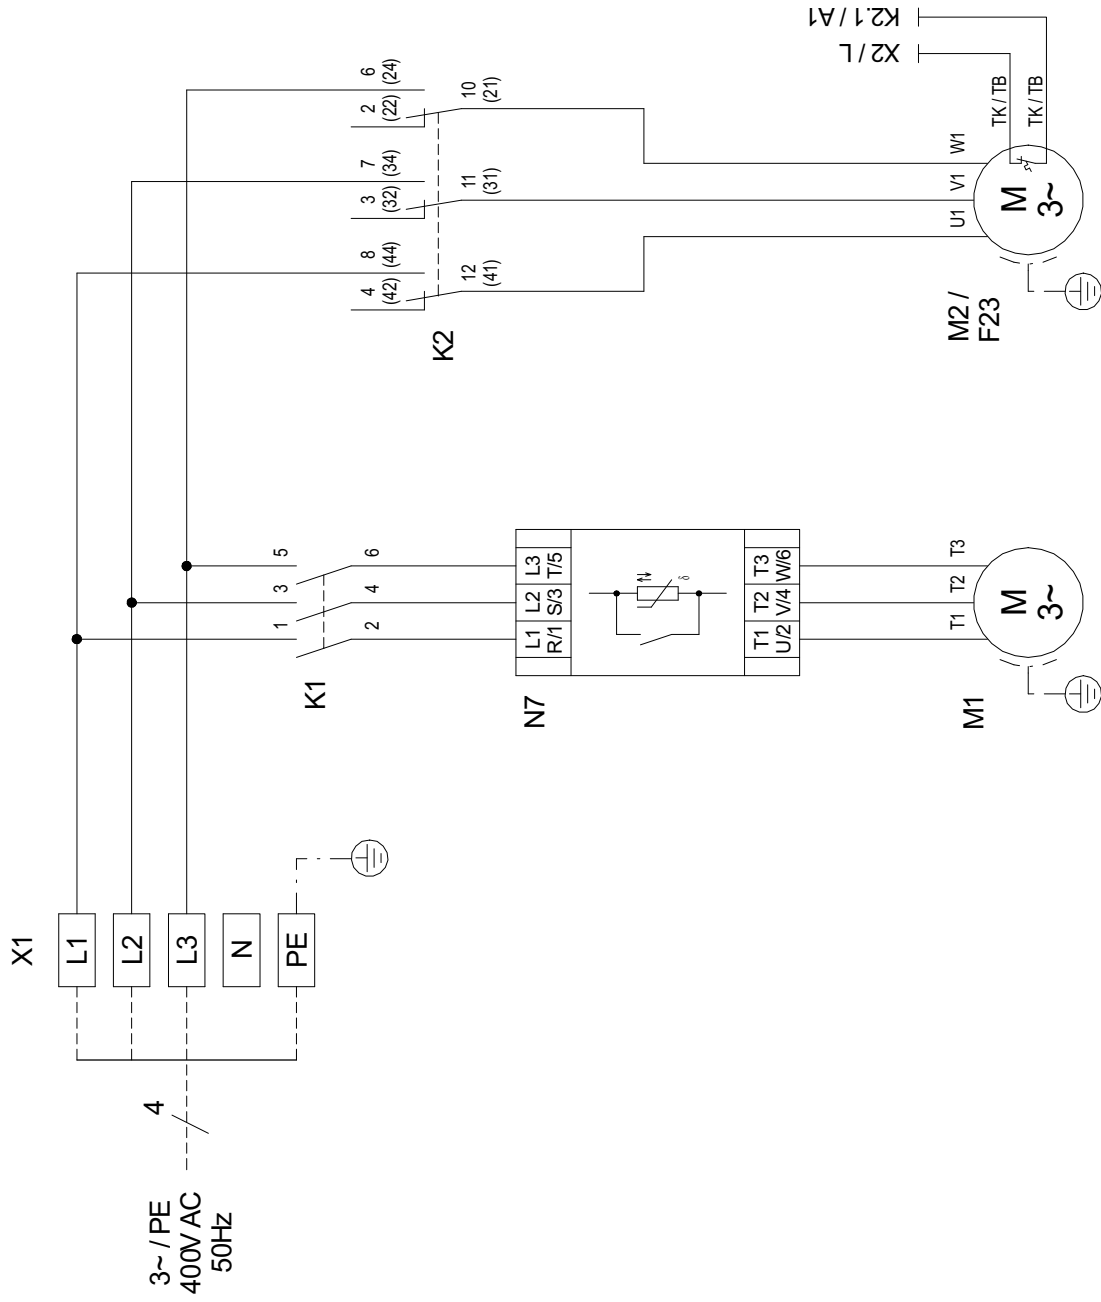 X1
L1
L2
L3
N
PE
4
3~ / PE
400V AC
50Hz
1
3
5
2
4
6
K1
L1
L2
L3
R/1
S/3
T/5
N7
δ
T1
T2
T3
U/2
V/4
W/6
T1
T2
T3
M
3~
M1
4
(42)
8
(44)
3
(32)
7
(34)
2
(22)
6
(24)
12
(41)
11
(31)
10
(21)
K2
U1
V1
W1
TK / TB
TK / TB
M
3~
M2 /
F23
X2 / L
K2.1 / A1